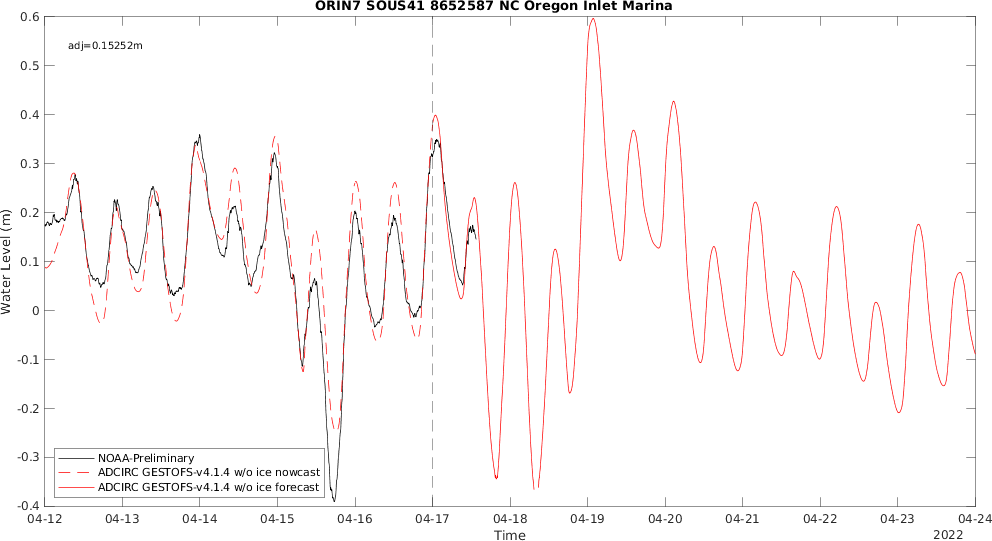 ORIN7 SOUS41 8652587 NC Oregon Inlet Marina
adj=0.15252m
0.6
0.5
0.4
0.3
0.2
0.1
0
-0.1
-0.2
-0.3
-0.4
Water Level (m)
NOAA-Preliminary
ADCIRC GESTOFS-v4.1.4 w/o ice nowcast
ADCIRC GESTOFS-v4.1.4 w/o ice forecast
04-12 04-13 04-14 04-15 04-16 04-17 04-18 04-19 04-20 04-21 04-22 04-23 04-24
Time
2022